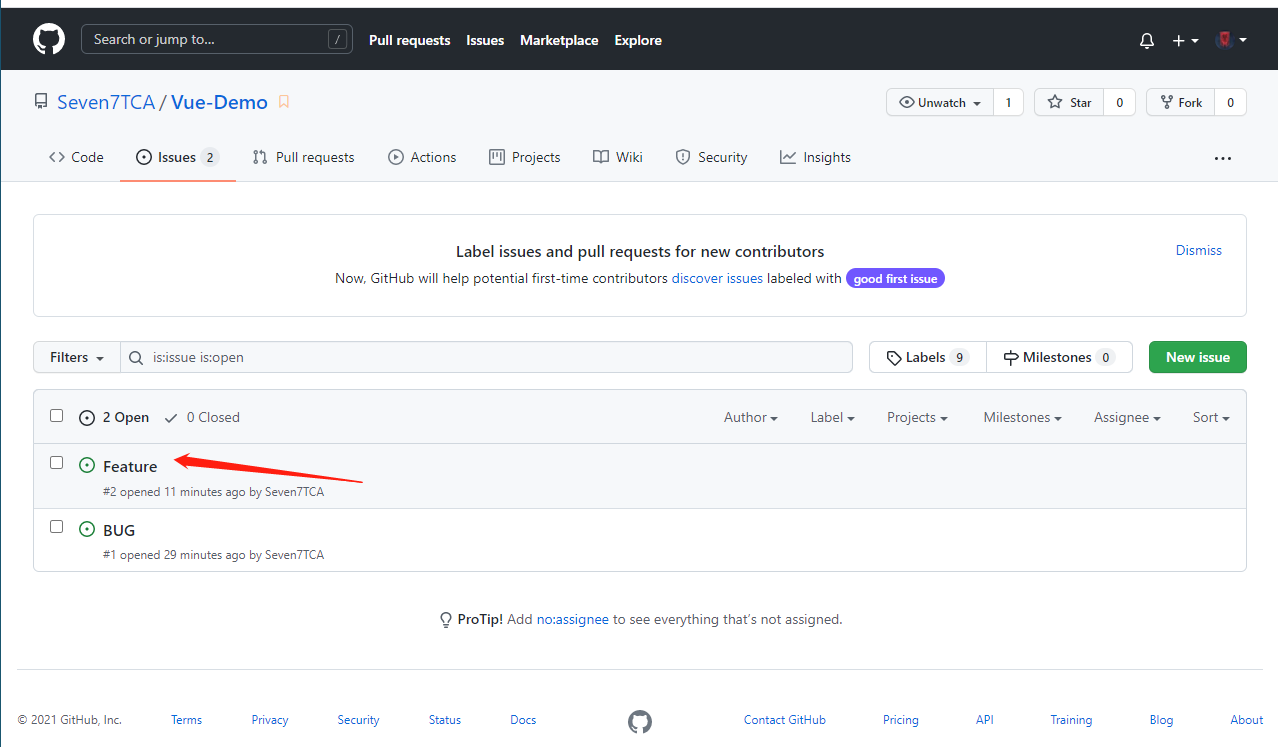 Search or jump to... / Pull requests Issues Marketplace Explore
Seven7TCA / Vue-Demo Unwatch 1 Star 0 Fork 0
Code Issues 2 Pull requests Actions Projects Wiki Security Insights ...
Label issues and pull requests for new contributors Dismiss
Now, GitHub will help potential first-time contributors discover issues labeled with good first issue
Filters is:issue is:open Labels 9 Milestones 0 New issue
2 Open 0 Closed Author Label Projects Milestones Assignee Sort
Feature
#2 opened 11 minutes ago by Seven7TCA
BUG
#1 opened 29 minutes ago by Seven7TCA
ProTip! Add no:assignee to see everything that's not assigned.
© 2021 GitHub, Inc. Terms Privacy Security Status Docs Contact GitHub Pricing API Training Blog About